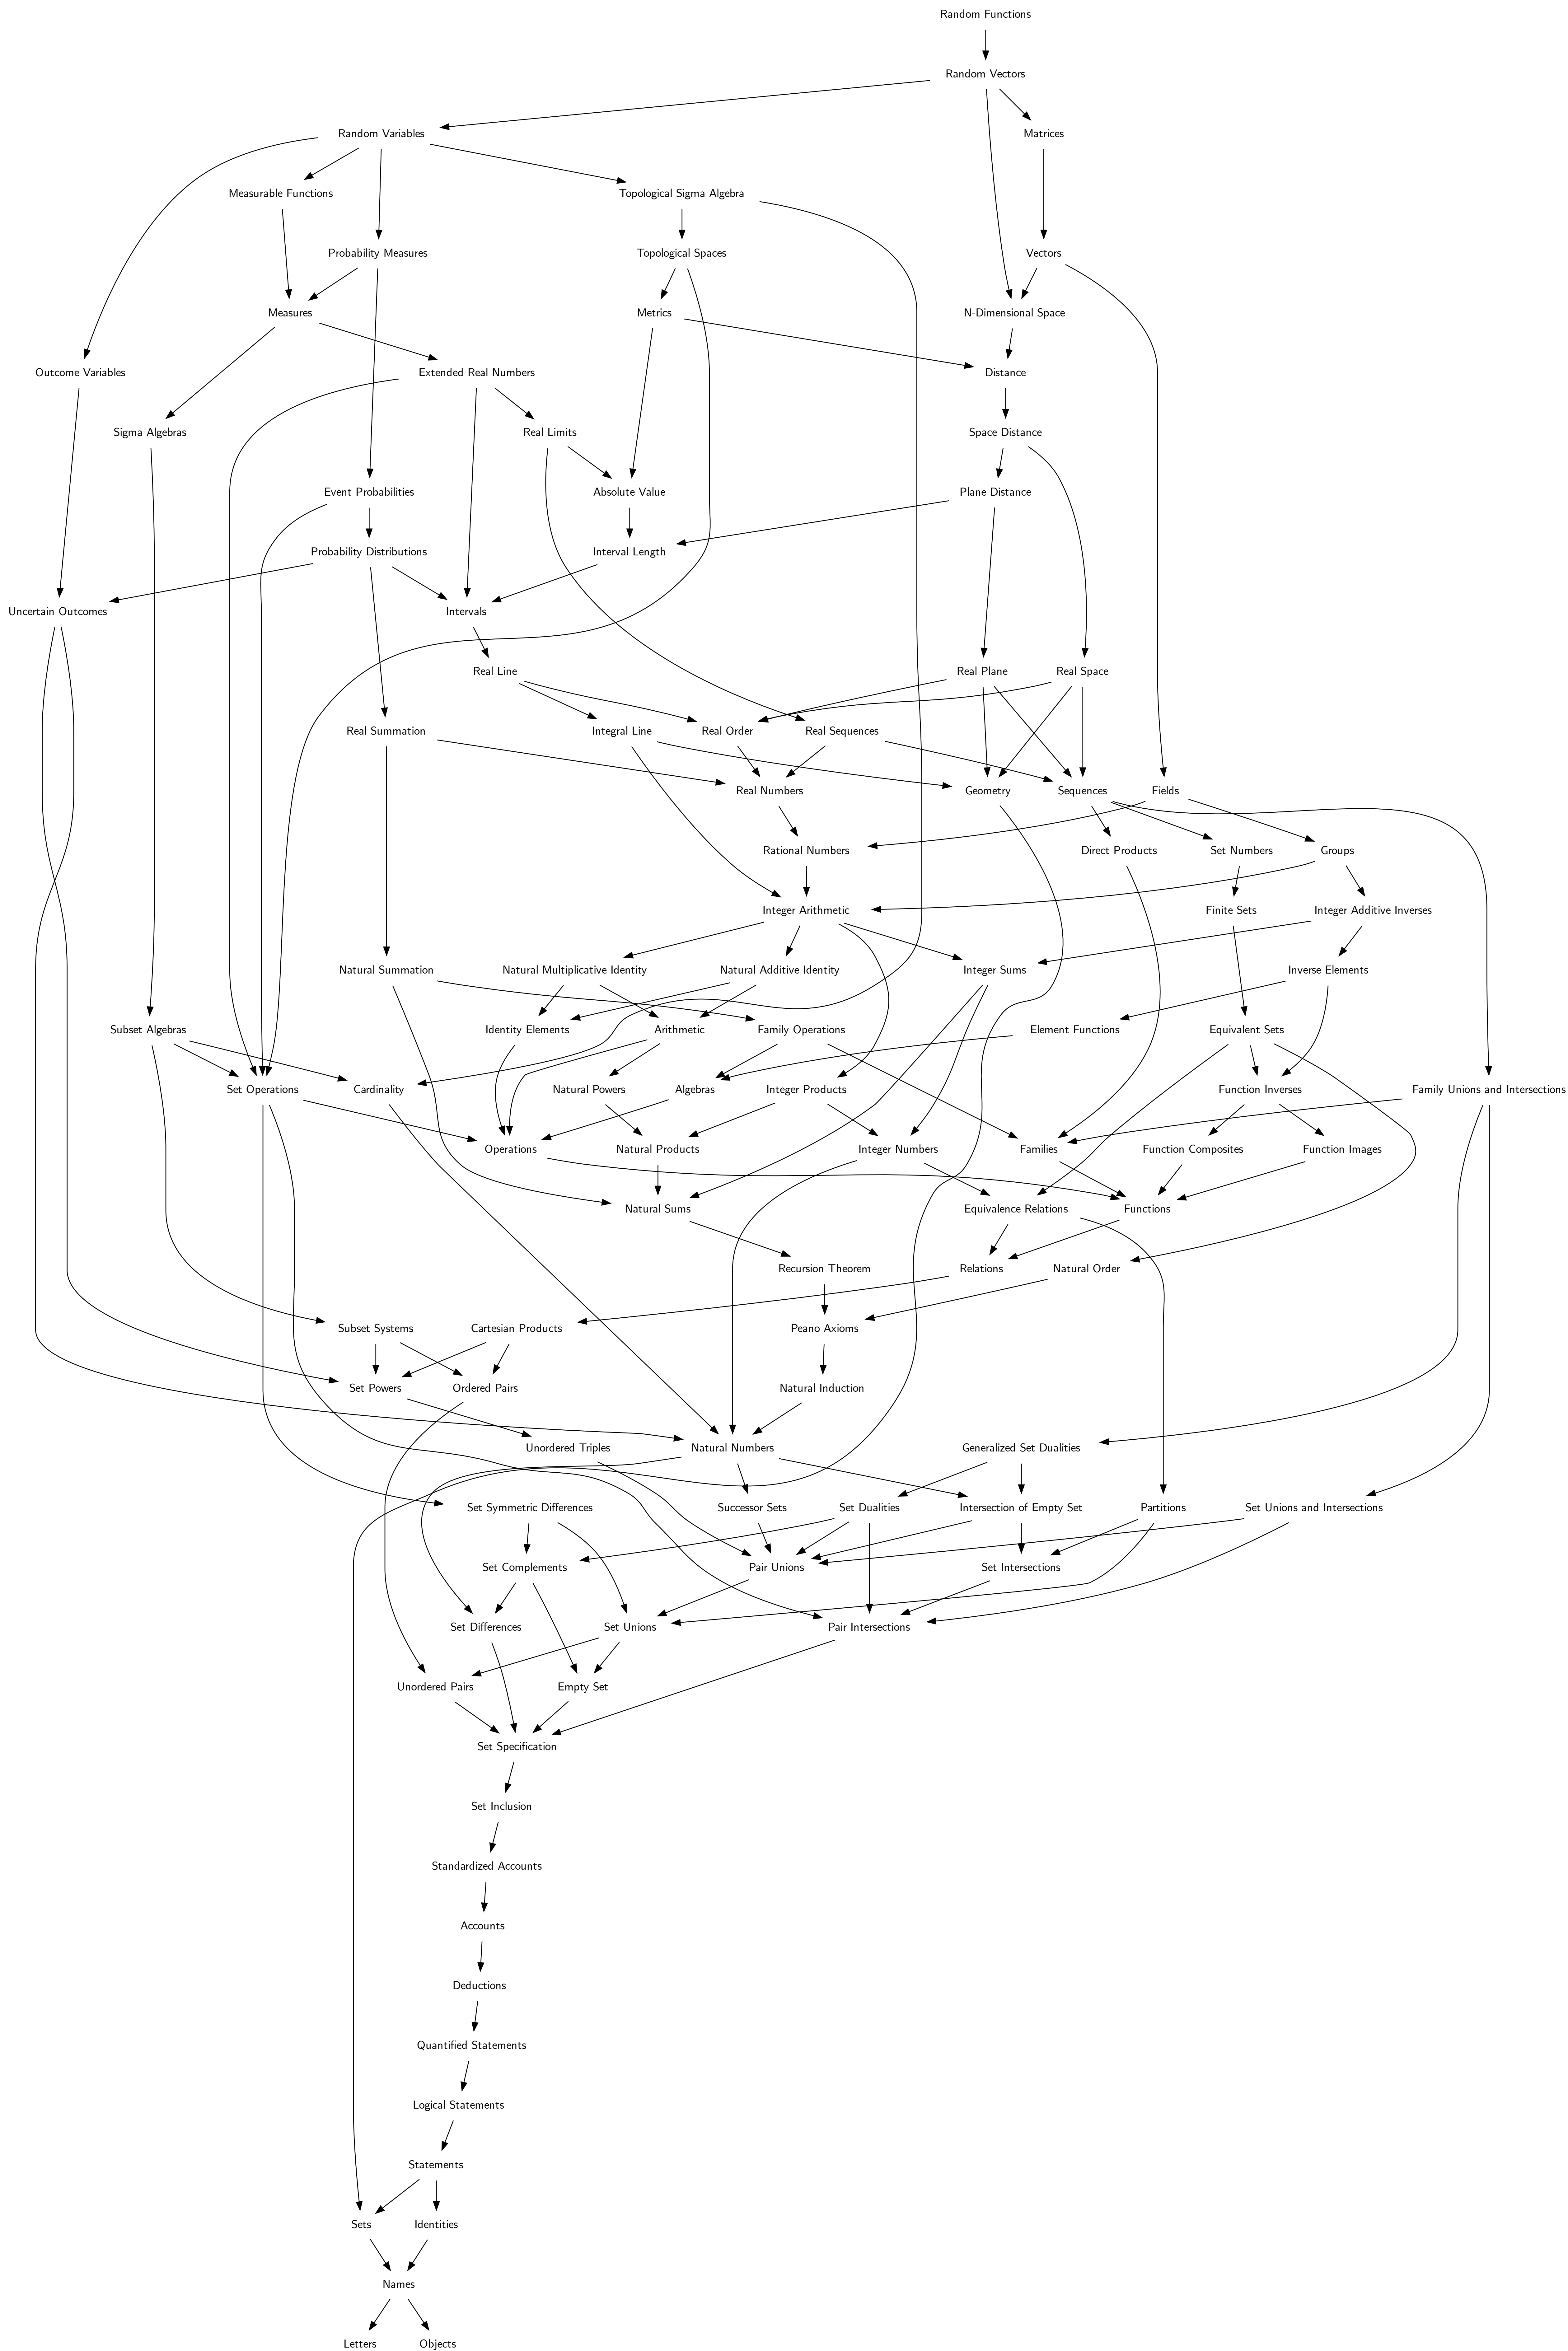 Random Functions
Random Vectors
Random Variables
Matrices
Measurable Functions
Topological Sigma Algebra
Probability Measures
Topological Spaces
Vectors
Measures
Metrics
N-Dimensional Space
Outcome Variables
Extended Real Numbers
Distance
Sigma Algebras
Real Limits
Space Distance
Event Probabilities
Absolute Value
Plane Distance
Probability Distributions
Interval Length
Uncertain Outcomes
Intervals
Real Line
Real Plane
Real Space
Real Summation
Integral Line
Real Order
Real Sequences
Real Numbers
Geometry
Sequences
Fields
Rational Numbers
Direct Products
Set Numbers
Groups
Integer Arithmetic
Finite Sets
Integer Additive Inverses
Natural Summation
Natural Multiplicative Identity
Natural Additive Identity
Integer Sums
Inverse Elements
Subset Algebras
Identity Elements
Arithmetic
Family Operations
Element Functions
Equivalent Sets
Set Operations
Cardinality
Natural Powers
Algebras
Integer Products
Function Inverses
Family Unions and Intersections
Operations
Natural Products
Integer Numbers
Families
Function Composites
Function Images
Natural Sums
Equivalence Relations
Functions
Recursion Theorem
Relations
Natural Order
Subset Systems
Cartesian Products
Peano Axioms
Set Powers
Ordered Pairs
Natural Induction
Unordered Triples
Natural Numbers
Generalized Set Dualities
Set Symmetric Differences
Successor Sets
Set Dualities
Intersection of Empty Set
Partitions
Set Unions and Intersections
Set Complements
Pair Unions
Set Intersections
Set Differences
Set Unions
Pair Intersections
Unordered Pairs
Empty Set
Set Specification
Set Inclusion
Standardized Accounts
Accounts
Deductions
Quantified Statements
Logical Statements
Statements
Sets
Identities
Names
Letters
Objects